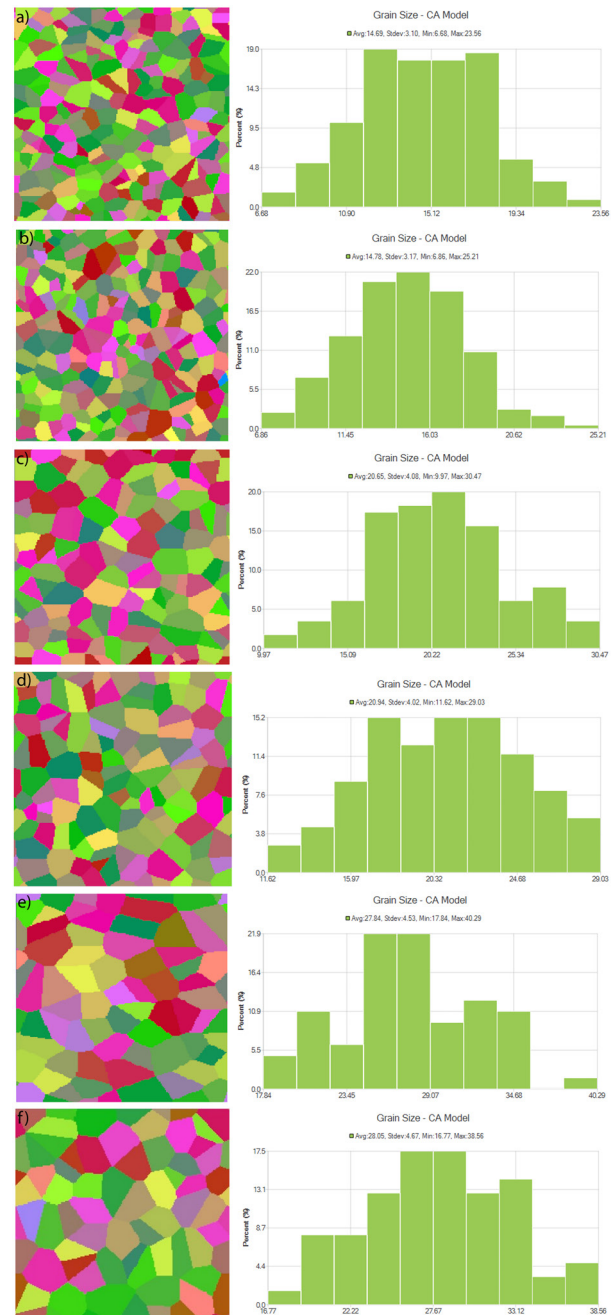 a)
Grain Size - CA Model
Avg:14.69, Stdev:3.10, Min:6.68, Max:23.56
Percent (%)
19.0
14.3
9.5
4.8
0.0
6.68 10.90 15.12 19.34 23.56
b)
Grain Size - CA Model
Avg:14.78, Stdev:3.17, Min:6.86, Max:25.21
Percent (%)
22.0
16.5
11.0
5.5
0.0
6.86 11.45 16.03 20.62 25.21
c)
Grain Size - CA Model
Avg:20.65, Stdev:4.08, Min:9.97, Max:30.47
Percent (%)
20.0
15.0
10.0
5.0
0.0
9.97 15.09 20.22 25.34 30.47
d)
Grain Size - CA Model
Avg:20.94, Stdev:4.02, Min:11.62, Max:29.03
Percent (%)
15.2
11.4
7.6
3.8
0.0
11.62 15.97 20.32 24.68 29.03
e)
Grain Size - CA Model
Avg:27.84, Stdev:4.53, Min:17.84, Max:40.29
Percent (%)
21.9
16.4
10.9
5.5
0.0
17.84 23.45 29.07 34.68 40.29
f)
Grain Size - CA Model
Avg:28.05, Stdev:4.67, Min:16.77, Max:38.56
Percent (%)
17.5
13.1
8.7
4.4
0.0
16.77 22.22 27.67 33.12 38.56